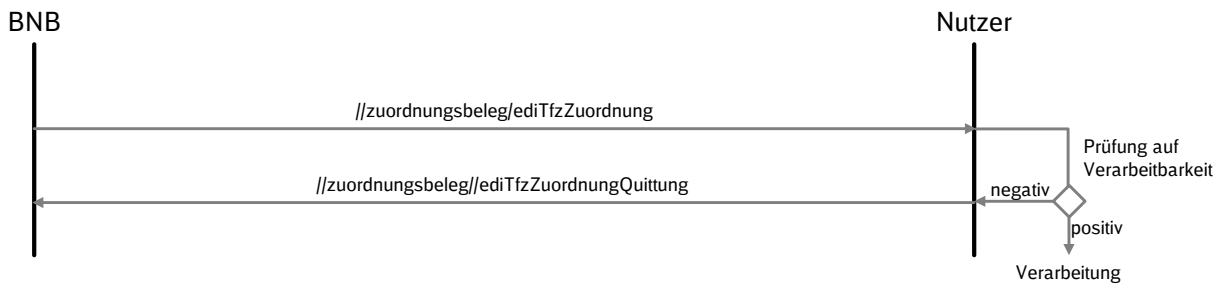 BNB
Nutzer
//zuordnungsbeleg/ediTfzZuordnung
Prüfung auf
Verarbeitbarkeit
//zuordnungsbeleg//ediTfzZuordnungQuittung
negativ
positiv
Verarbeitung